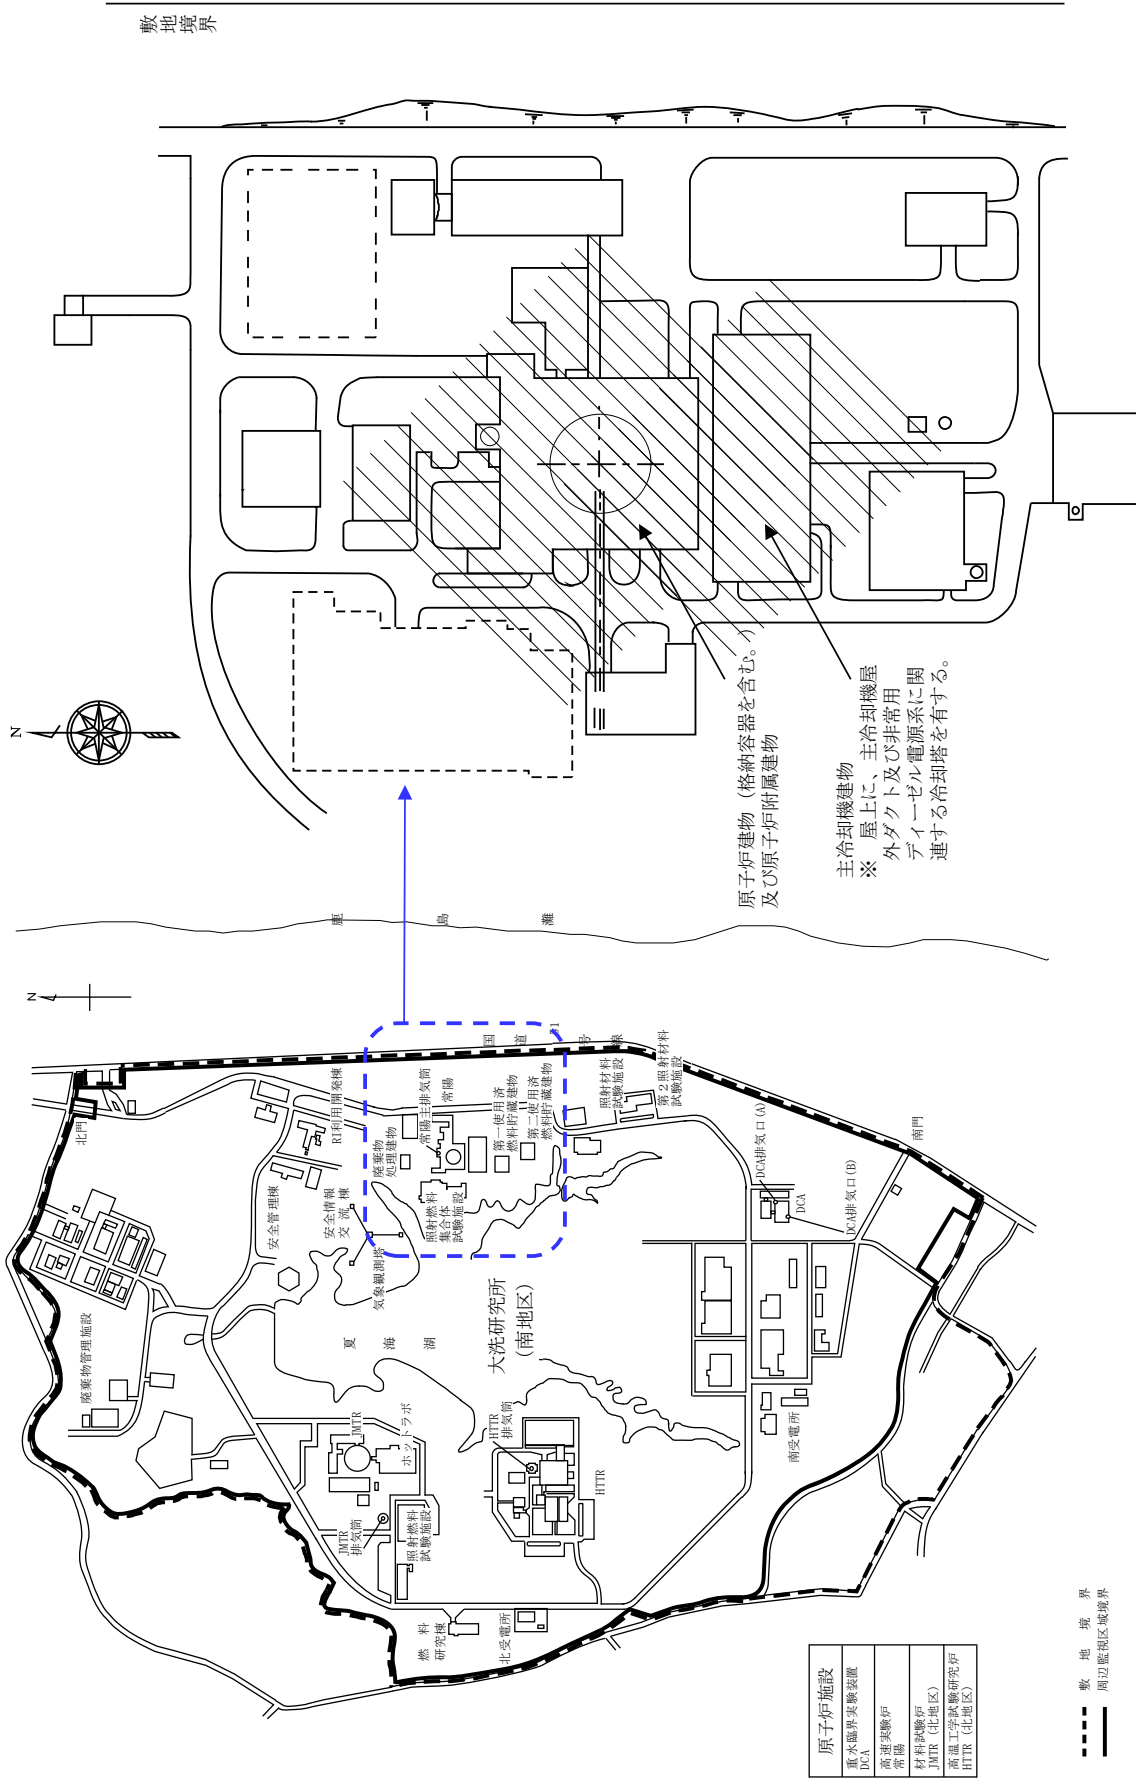 敷地境界
N
原子炉建物（格納容器を含む。）
及び原子炉附属建物
主冷却機建物
※　屋上に、主冷却機屋
外ダクト及び非常用
ディーゼル電源系に関
連する冷却塔を有する。
鹿　島　灘
N
国　道　51　号　線
北門
RI利用開発棟
常陽主排気筒
常陽
第一使用済
燃料貯蔵建物
第二使用済
燃料貯蔵建物
照射材料
試験施設
第2照射材料
試験施設
廃棄物
処理建物
照射燃料
集合体
試験施設
安全管理棟
安全情報
交　流　棟
気象観測塔
DCA排気口(A)
DCA
DCA排気口(B)
南門
廃棄物管理施設
夏　海　湖
大洗研究所
（南地区）
JMTR
ホットラボ
HTTR
排気筒
HTTR
南受電所
JMTR
排気筒
照射燃料
試験施設
燃　料
研究棟
北受電所
原子炉施設
重水臨界実験装置
DCA
高速実験炉
常陽
材料試験炉
JMTR（北地区）
高温工学試験研究炉
HTTR（北地区）
敷　地　境　界
周辺監視区域境界